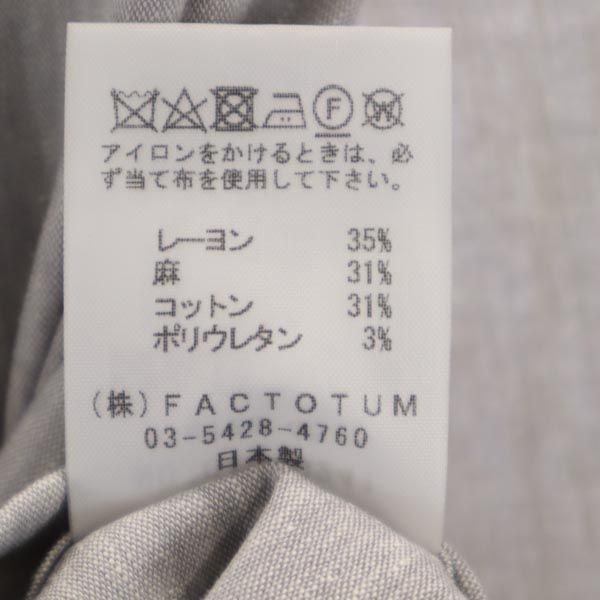 F W
アイロンをかけるときは、必
ず当て布を使用して下さい。
レーヨン 35%
麻 31%
コットン 31%
ポリウレタン 3%
(株)FACTOTUM
03-5428-4760
日本製